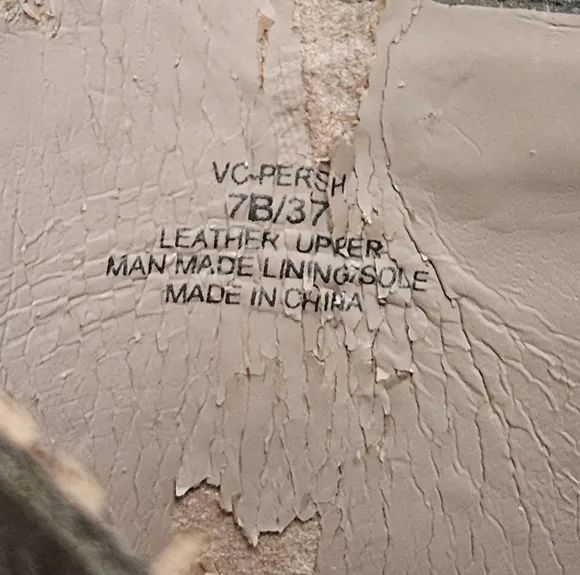 VC-PERSH
7B/37
LEATHER UPPER
MAN MADE LINING/SOLE
MADE IN CHINA